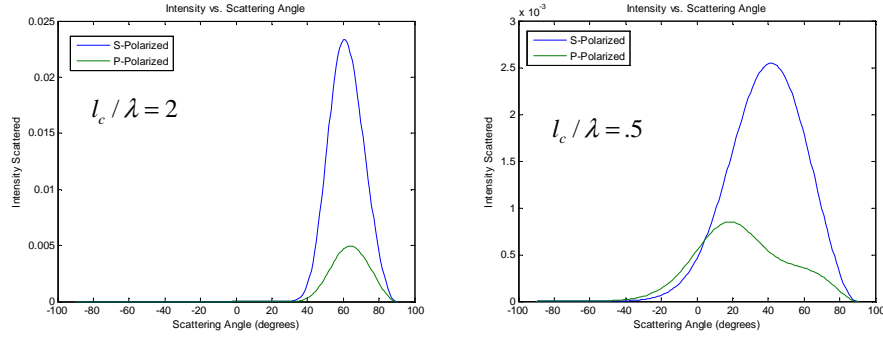 Intensity vs. Scattering Angle
0.025
0.02
0.015
0.01
0.005
0
Intensity Scattered
S-Polarized
P-Polarized
l_c / λ = 2
-100 -80 -60 -40 -20 0 20 40 60 80 100
Scattering Angle (degrees)
Intensity vs. Scattering Angle
x 10^-3
3
2.5
2
1.5
1
0.5
0
Intensity Scattered
S-Polarized
P-Polarized
l_c / λ = .5
-100 -80 -60 -40 -20 0 20 40 60 80 100
Scattering Angle (degrees)